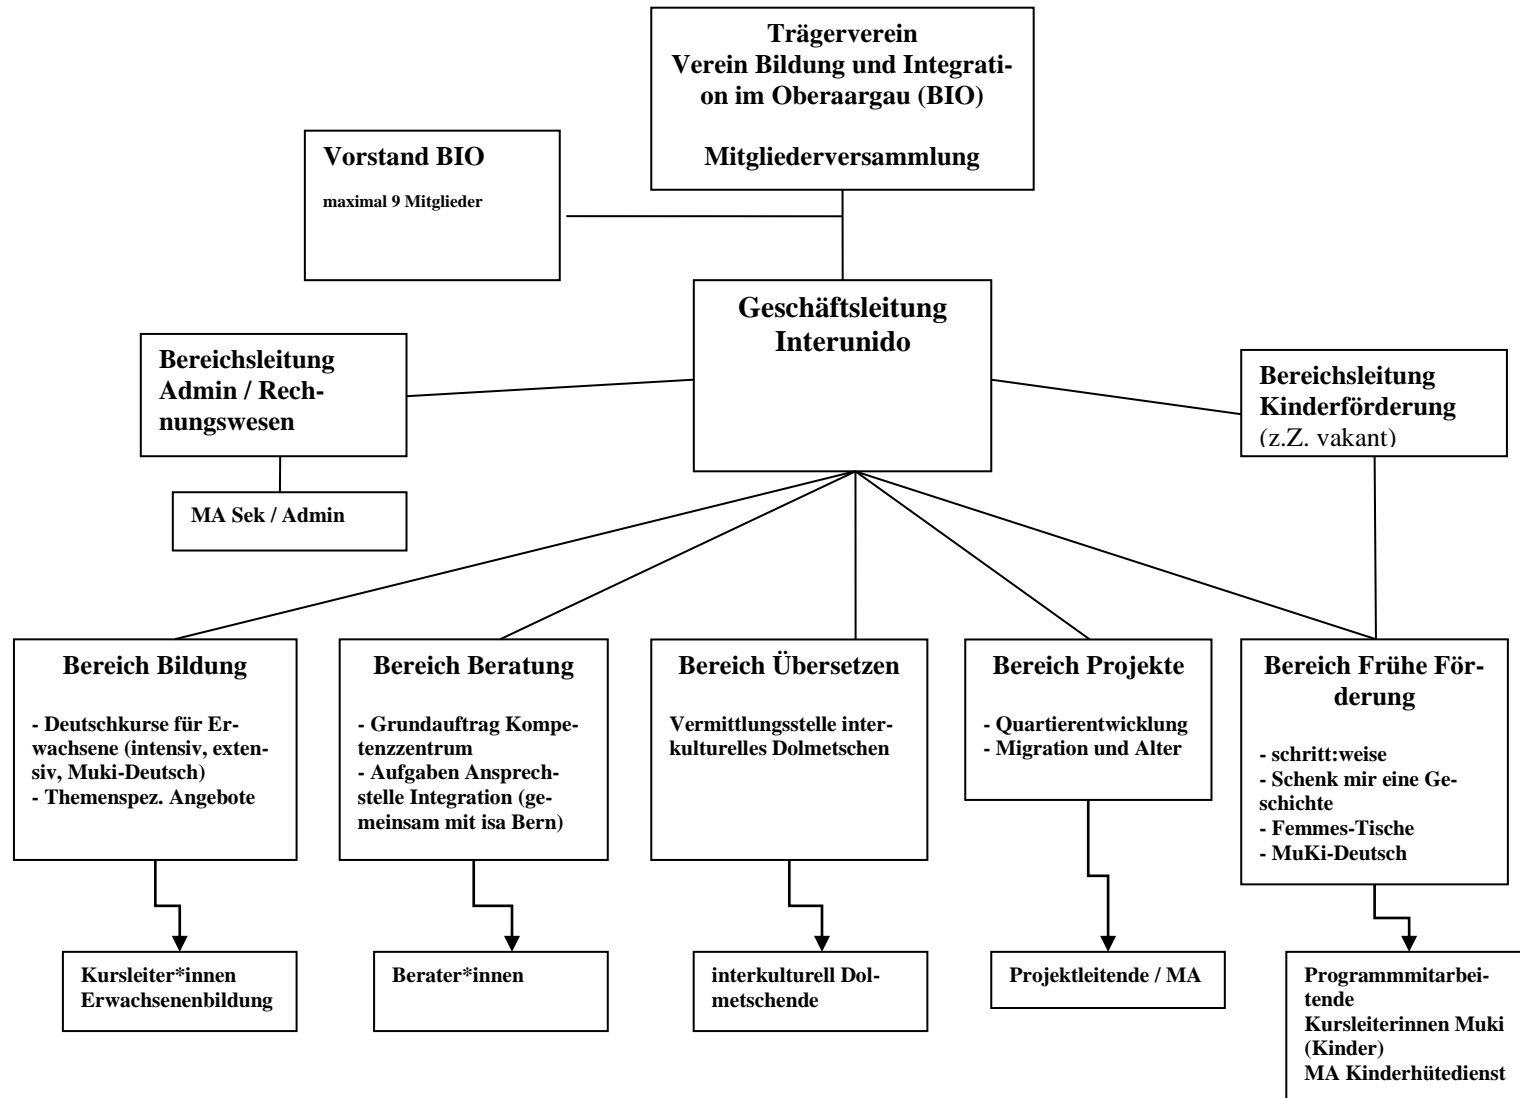 Trägerverein
Verein Bildung und Integrati-
on im Oberaargau (BIO)
Mitgliederversammlung
Vorstand BIO
maximal 9 Mitglieder
Geschäftsleitung
Interunido
Bereichsleitung
Admin / Rech-
nungswesen
Bereichsleitung
Kinderförderung
(z.Z. vakant)
MA Sek / Admin
Bereich Bildung
- Deutschkurse für Er-
wachsene (intensiv, exten-
siv, Muki-Deutsch)
- Themenspez. Angebote
Bereich Beratung
- Grundauftrag Kompe-
tenzzentrum
- Aufgaben Ansprech-
stelle Integration (ge-
meinsam mit isa Bern)
Bereich Übersetzen
Vermittlungsstelle inter-
kulturelles Dolmetschen
Bereich Projekte
- Quartierentwicklung
- Migration und Alter
Bereich Frühe För-
derung
- schritt:weise
- Schenk mir eine Ge-
schichte
- Femmes-Tische
- MuKi-Deutsch
Kursleiter*innen
Erwachsenenbildung
Berater*innen
interkulturell Dol-
metschende
Projektleitende / MA
Programmmitarbei-
tende
Kursleiterinnen Muki
(Kinder)
MA Kinderhütedienst